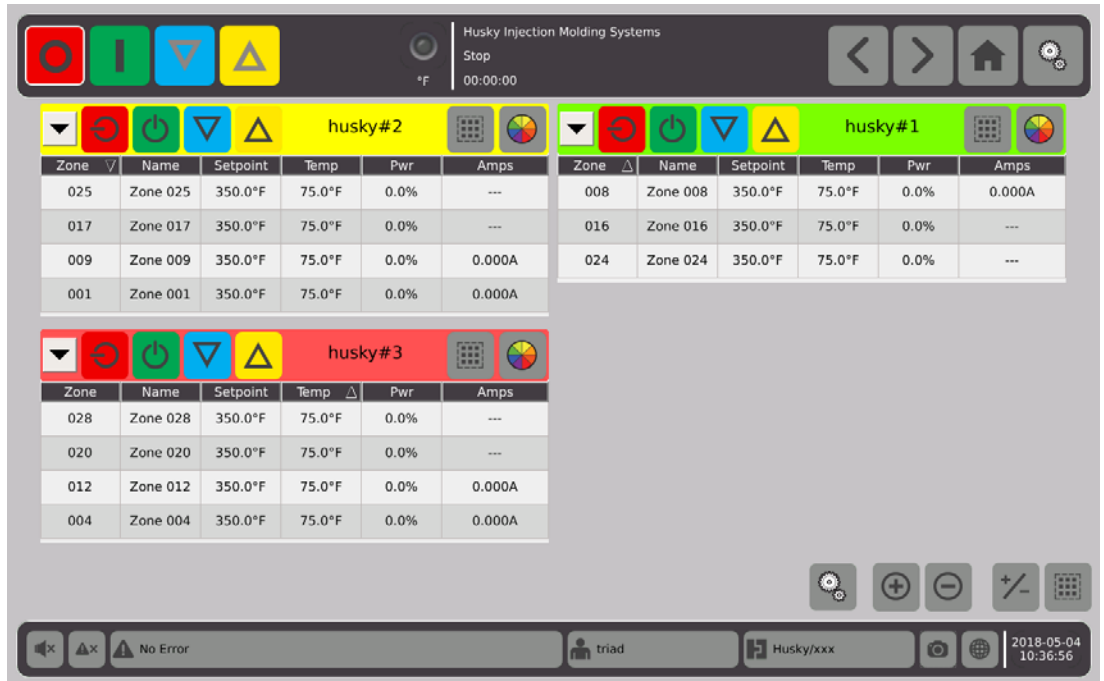 Husky Injection Molding Systems
Stop
°F 00:00:00
husky#2
Zone Name Setpoint Temp Pwr Amps
025 Zone 025 350.0°F 75.0°F 0.0% ---
017 Zone 017 350.0°F 75.0°F 0.0% ---
009 Zone 009 350.0°F 75.0°F 0.0% 0.000A
001 Zone 001 350.0°F 75.0°F 0.0% 0.000A
husky#1
Zone Name Setpoint Temp Pwr Amps
008 Zone 008 350.0°F 75.0°F 0.0% 0.000A
016 Zone 016 350.0°F 75.0°F 0.0% ---
024 Zone 024 350.0°F 75.0°F 0.0% ---
husky#3
Zone Name Setpoint Temp Pwr Amps
028 Zone 028 350.0°F 75.0°F 0.0% ---
020 Zone 020 350.0°F 75.0°F 0.0% ---
012 Zone 012 350.0°F 75.0°F 0.0% 0.000A
004 Zone 004 350.0°F 75.0°F 0.0% 0.000A
No Error triad Husky/xxx 2018-05-04
10:36:56